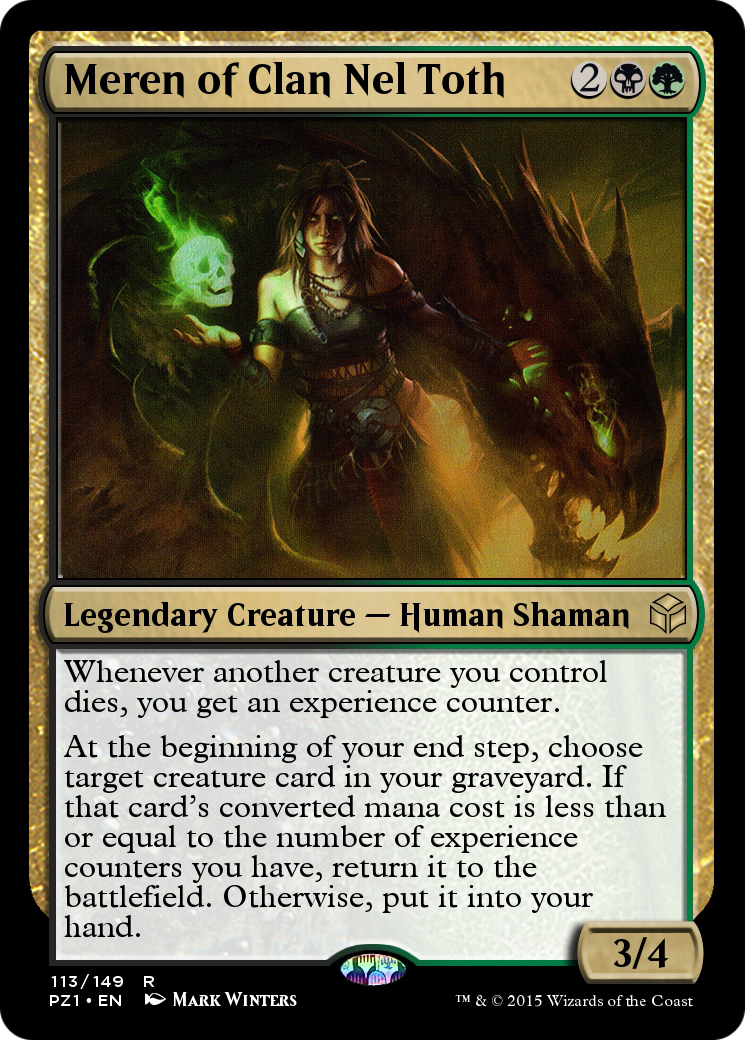 Meren of Clan Nel Toth 2
Legendary Creature — Human Shaman
Whenever another creature you control
dies, you get an experience counter.
At the beginning of your end step, choose
target creature card in your graveyard. If
that card's converted mana cost is less than
or equal to the number of experience
counters you have, return it to the
battlefield. Otherwise, put it into your
hand.
3/4
113/149 R
PZ1 • EN MARK WINTERS ™ & © 2015 Wizards of the Coast